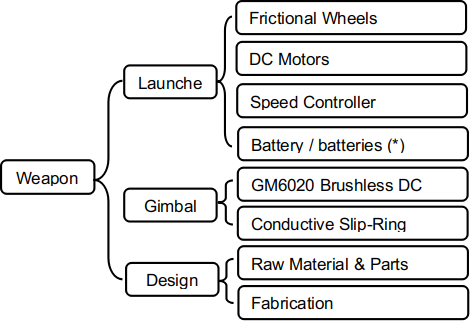 Frictional Wheels
DC Motors
Launche
Speed Controller
Battery / batteries (*)
Weapon
GM6020 Brushless DC
Gimbal
Conductive Slip-Ring
Raw Material & Parts
Design
Fabrication